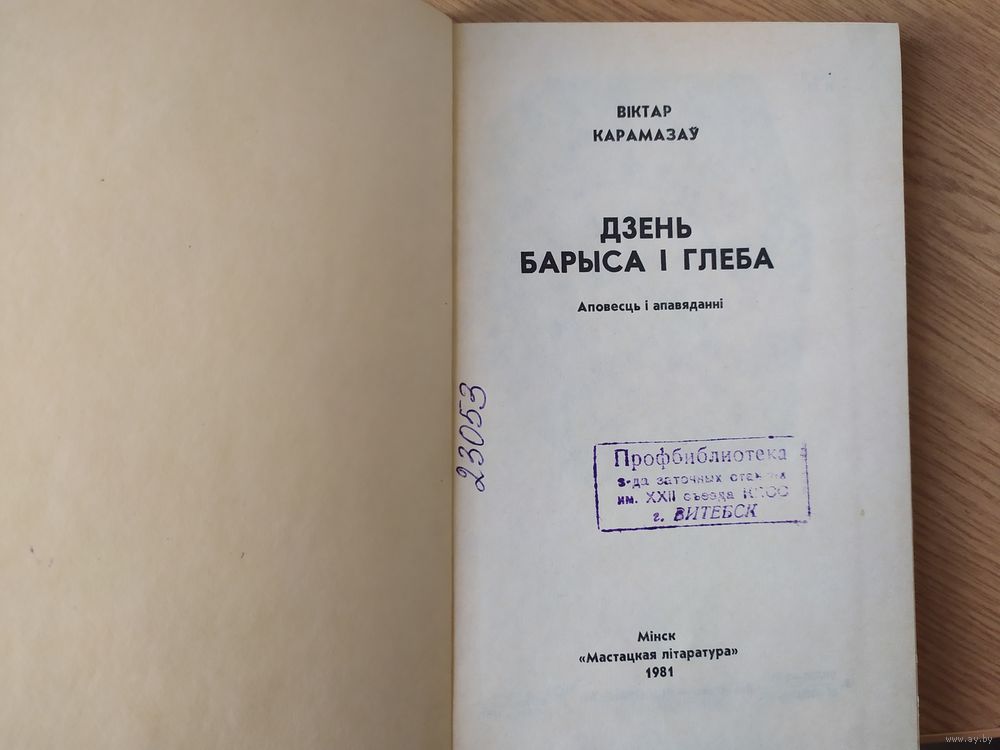 ВІКТАР
КАРАМАЗАЎ
ДЗЕНЬ
БАРЫСА І ГЛЕБА
Аповесць і апавяданні
23053
Профбиблиотека
з-да заточных
им. XXII съезда КПСС
г. ВИТЕБСК
Мінск
«Мастацкая літаратура»
1981
www.ay.by